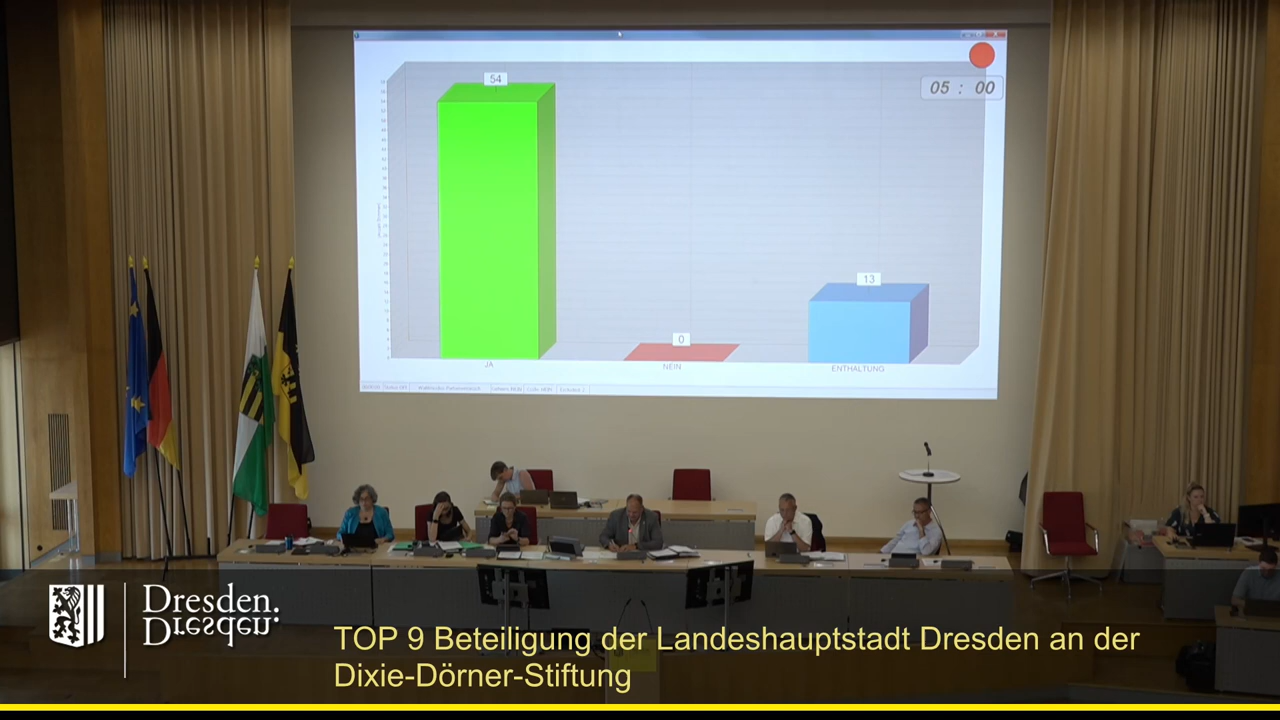 54
05 : 00
13
0
JA
NEIN
ENTHALTUNG
Dresden.
Dresden.
TOP 9 Beteiligung der Landeshauptstadt Dresden an der
Dixie-Dörner-Stiftung